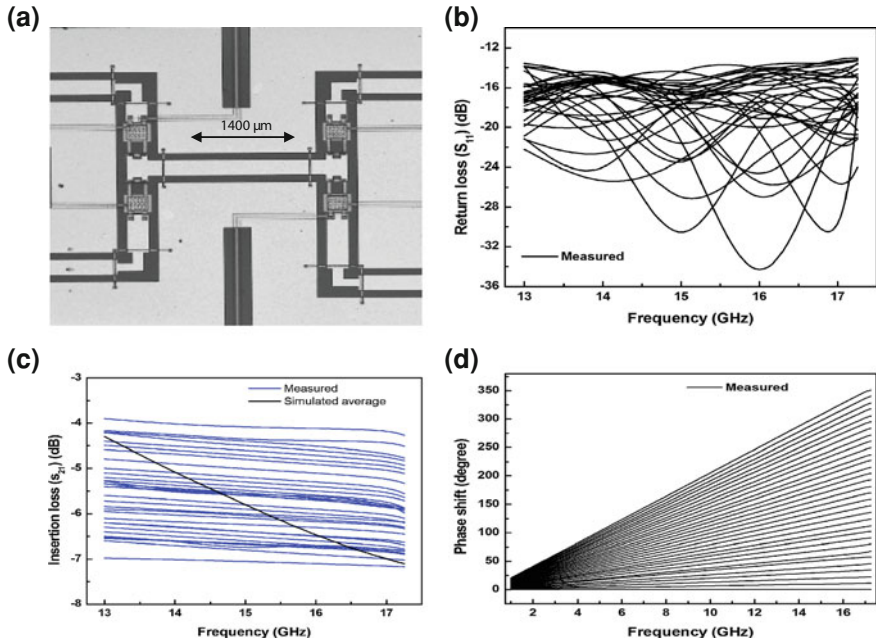 (a)
1400 µm
(b)
-12
-16
-20
-24
-28
-32
-36
Return loss (S11) (dB)
Measured
13 14 15 16 17
Frequency (GHz)
(c)
-3
-4
-5
-6
-7
-8
Insertion loss (s21) (dB)
Measured
Simulated average
13 14 15 16 17
Frequency (GHz)
(d)
350
300
250
200
150
100
50
0
Phase shift (degree)
Measured
2 4 6 8 10 12 14 16
Frequency (GHz)